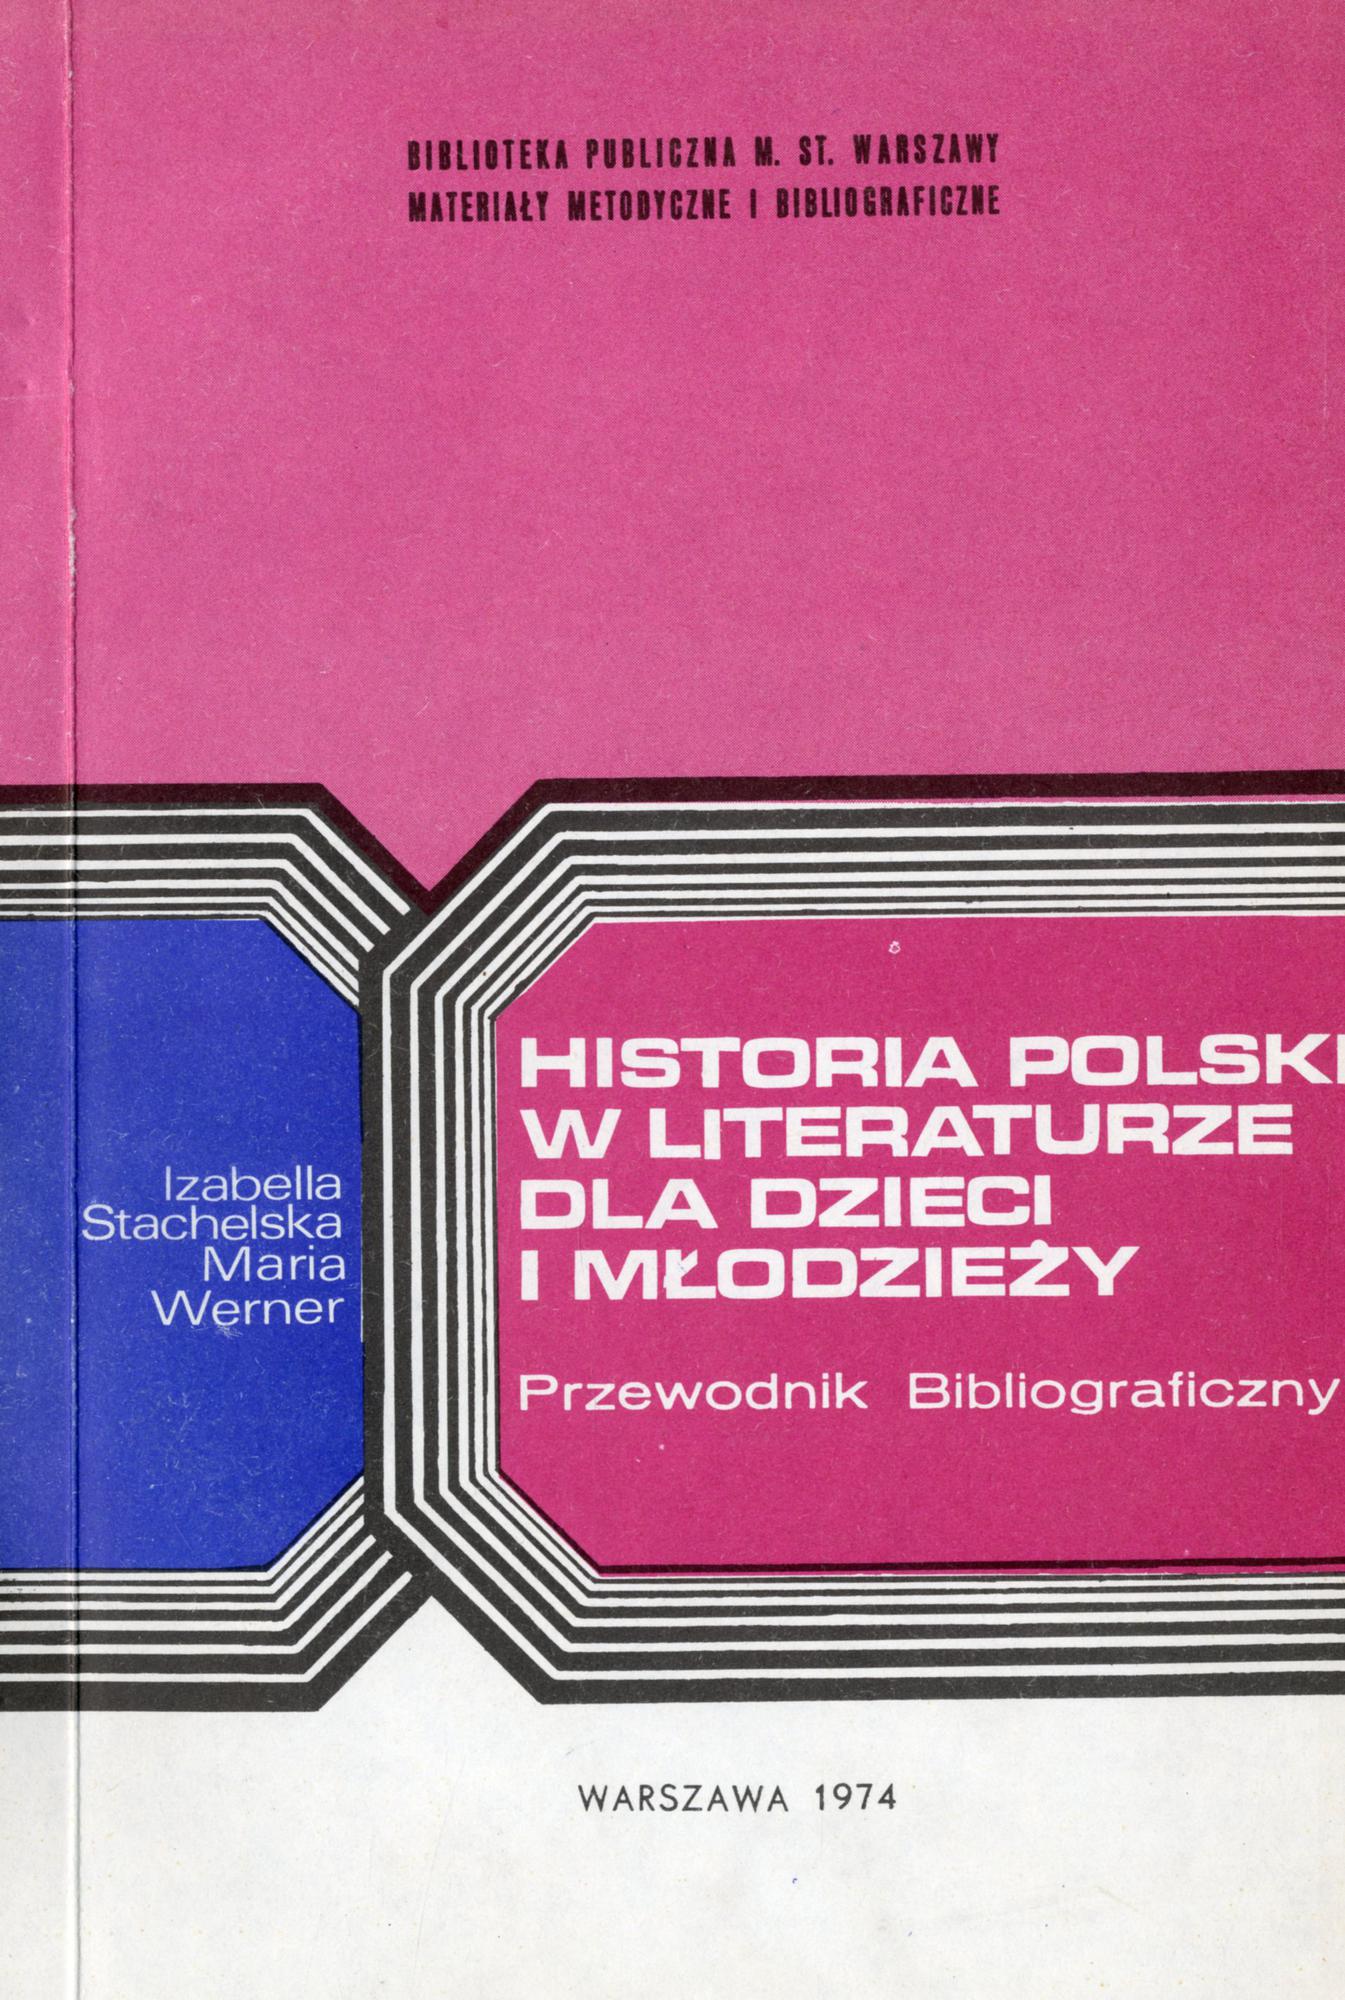 BIBLIOTEKA PUBLICZNA M. ST. WARSZAWY
MATERIAŁY METODYCZNE I BIBLIOGRAFICZNE
Izabella
Stachelska
Maria
Werner
HISTORIA POLSKI
W LITERATURZE
DLA DZIECI
I MŁODZIEŻY
Przewodnik Bibliograficzny
WARSZAWA 1974